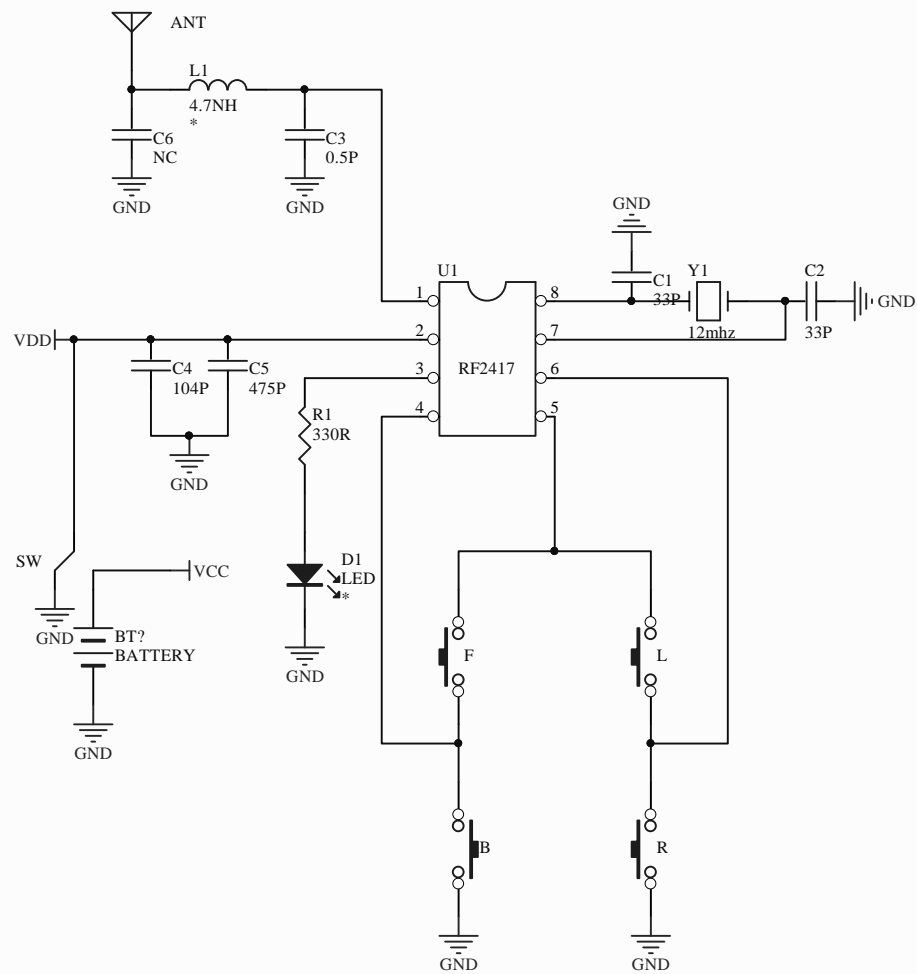 ANT
L1
4.7NH
*
C6
NC
C3
0.5P
GND
GND
GND
U1
C1
33P
Y1
12mhz
C2
33P
GND
1
8
2
7
3
6
4
5
RF2417
VDD
C4
104P
C5
475P
GND
R1
330R
SW
GND
VCC
BT?
BATTERY
GND
D1
LED
*
GND
F
L
B
R
GND
GND